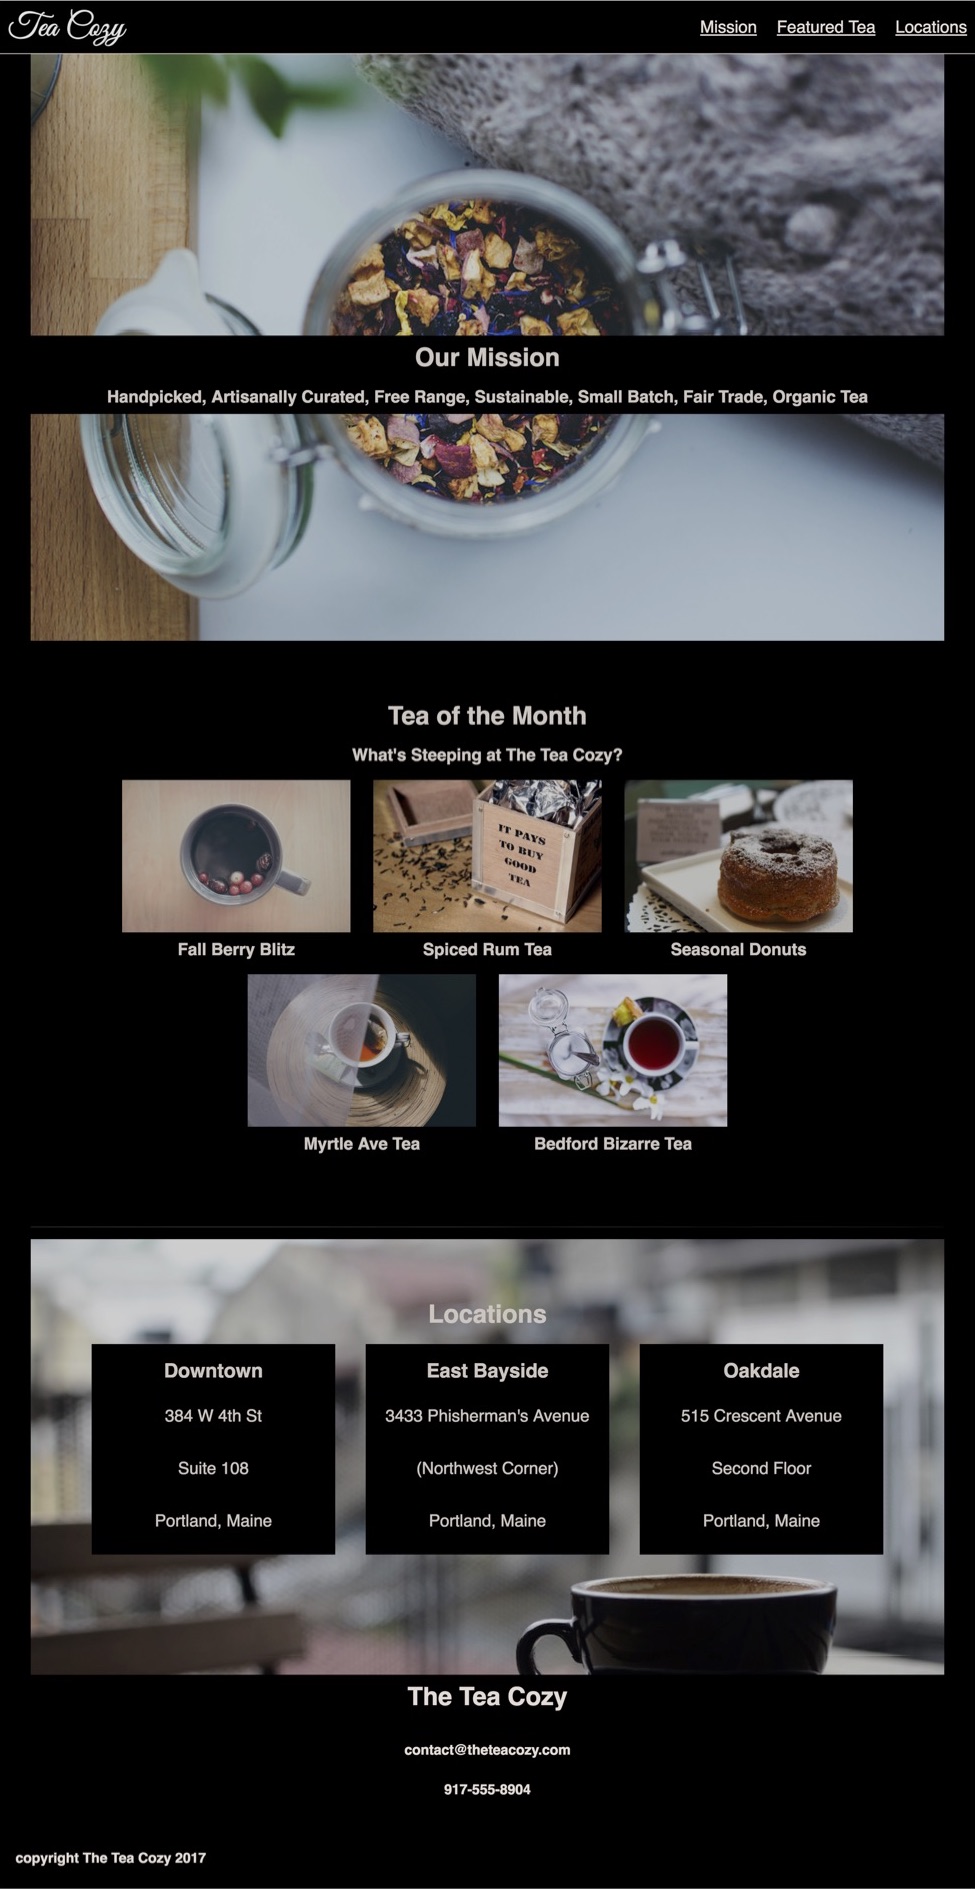 Tea Cozy
Mission Featured Tea Locations
Our Mission
Handpicked, Artisanally Curated, Free Range, Sustainable, Small Batch, Fair Trade, Organic Tea
Tea of the Month
What's Steeping at The Tea Cozy?
IT PAYS
TO BUY
GOOD
TEA
Fall Berry Blitz
Spiced Rum Tea
Seasonal Donuts
Myrtle Ave Tea
Bedford Bizarre Tea
Locations
Downtown
384 W 4th St
Suite 108
Portland, Maine
East Bayside
3433 Phisherman's Avenue
(Northwest Corner)
Portland, Maine
Oakdale
515 Crescent Avenue
Second Floor
Portland, Maine
The Tea Cozy
contact@theteacozy.com
917-555-8904
copyright The Tea Cozy 2017